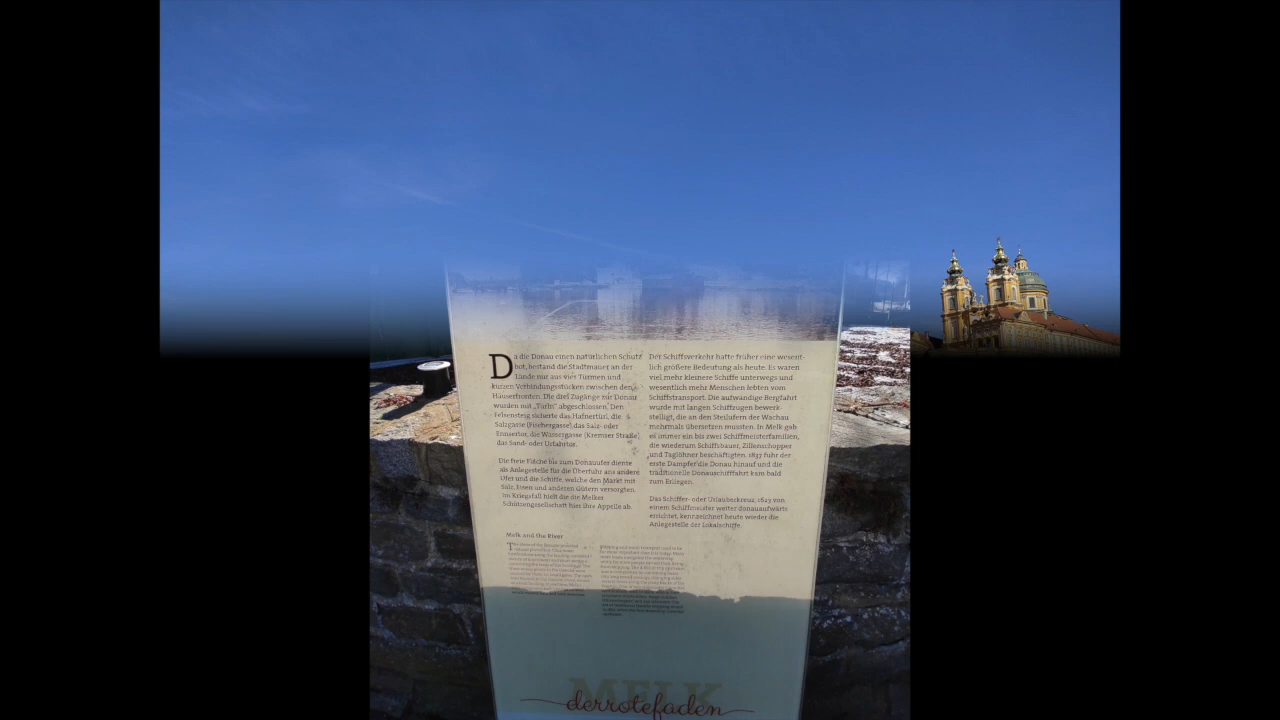 Da die Donau einen natürlichen Schutz
bot, bestand die Stadtmauer an der
Lände nur aus vier Türmen und
kurzen Verbindungsstücken zwischen den
Häuserfronten. Die drei Zugänge zur Donau
wurden mit „Türln" abgeschlossen. Den
Felsensteig sicherte das Hafnertürl, die
Salzgasse (Fischergasse) das Salz- oder
Ennsertor, die Wassergasse (Kremser Straße)
das Sand- oder Urfahrtor.
Die freie Fläche bis zum Donauufer diente
als Anlegestelle für die Überfuhr ans andere
Ufer und die Schiffe, welche den Markt mit
Salz, Eisen und anderen Gütern versorgten.
Im Kriegsfall hielt die die Melker
Schützengesellschaft hier ihre Appelle ab.
Der Schiffsverkehr hatte früher eine wesent-
lich größere Bedeutung als heute. Es waren
viel mehr kleinere Schiffe unterwegs und
wesentlich mehr Menschen lebten vom
Schiffstransport. Die aufwändige Bergfahrt
wurde mit langen Schiffzügen bewerk-
stelligt, die an den Steilufern der Wachau
mehrmals übersetzen mussten. In Melk gab
es immer ein bis zwei Schiffmeisterfamilien,
die wiederum Schiffsbauer, Zillenschopper
und Taglöhner beschäftigten. 1837 fuhr der
erste Dampfer die Donau hinauf und die
traditionelle Donauschifffahrt kam bald
zum Erliegen.
Das Schiffer- oder Urlauberkreuz, 1623 von
einem Schiffmeister weiter donauaufwärts
errichtet, kennzeichnet heute wieder die
Anlegestelle der Lokalschiffe.
Melk and the River
MELK
derrotefaden